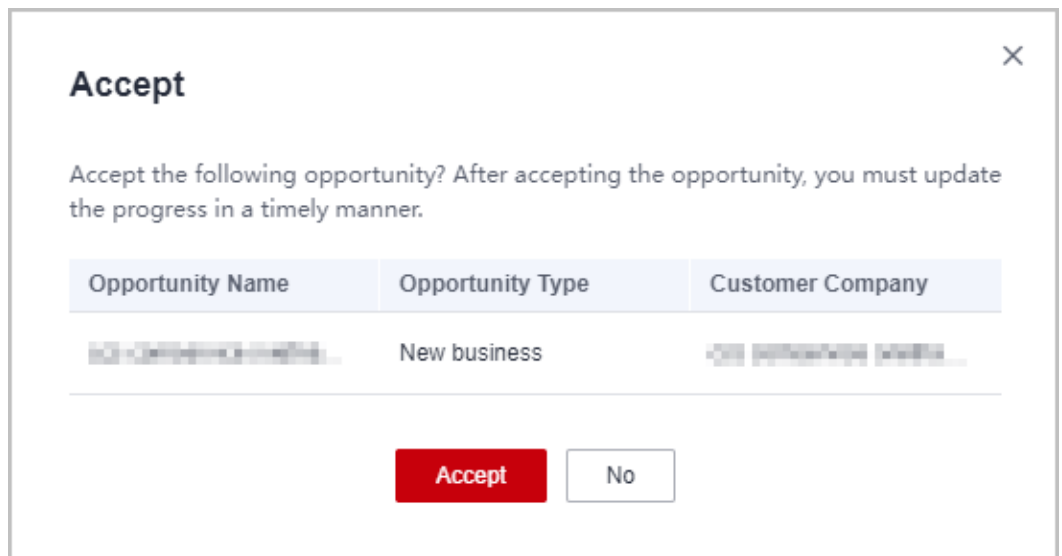 Accept
Accept the following opportunity? After accepting the opportunity, you must update
the progress in a timely manner.
Opportunity Name Opportunity Type Customer Company
New business
Accept No